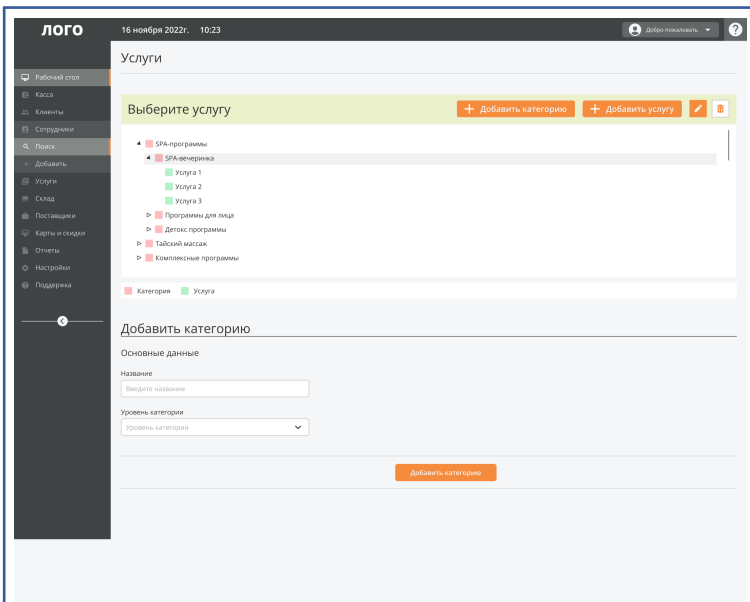 ЛОГО
16 ноября 2022г. 10:23
Добро пожаловать
?
Рабочий стол
Касса
Клиенты
Сотрудники
Поиск
Добавить
Услуги
Склад
Поставщики
Карты и скидки
Отчеты
Настройки
Поддержка
Услуги
Выберите услугу
+ Добавить категорию
+ Добавить услугу
SPA-программы
SPA-вечеринка
Услуга 1
Услуга 2
Услуга 3
Программы для лица
Детокс программы
Тайский массаж
Комплексные программы
Категория Услуга
Добавить категорию
Основные данные
Название
Введите название
Уровень категории
Уровень категории
Добавить категорию